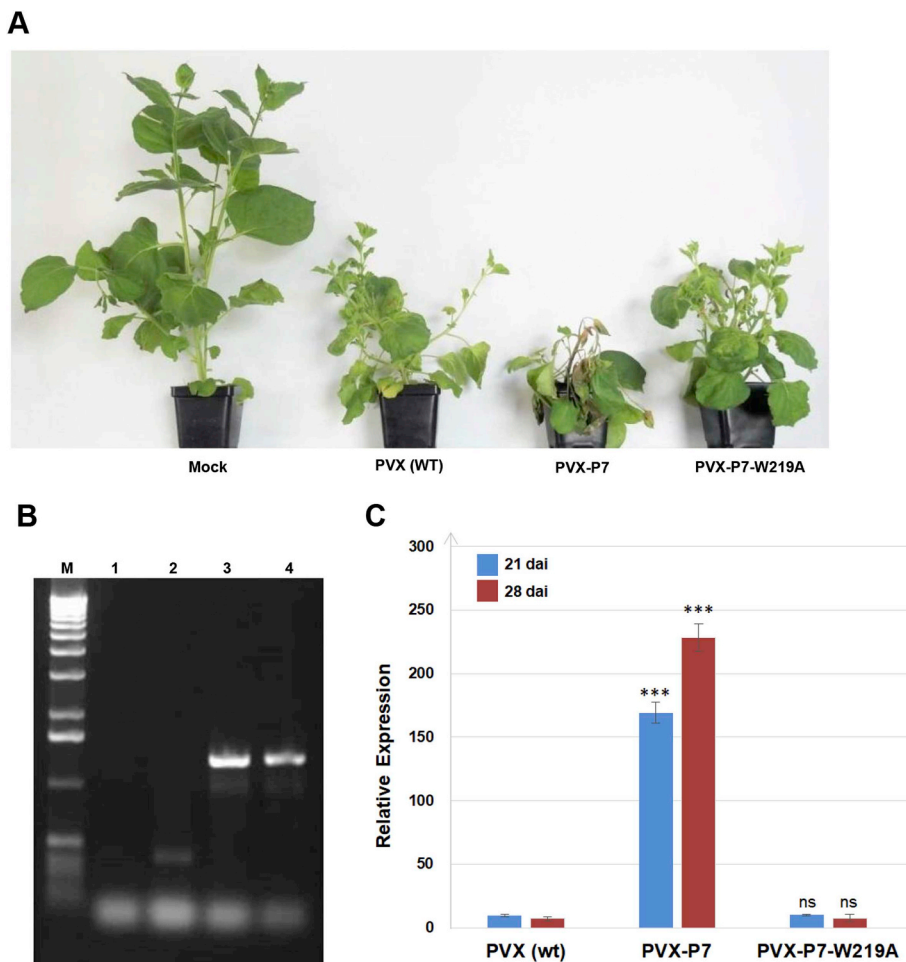 A
Mock
PVX (WT)
PVX-P7
PVX-P7-W219A
B
M 1 2 3 4
C
300
250
200
150
100
50
0
Relative Expression
21 dai
28 dai
***
***
ns
ns
PVX (wt)
PVX-P7
PVX-P7-W219A